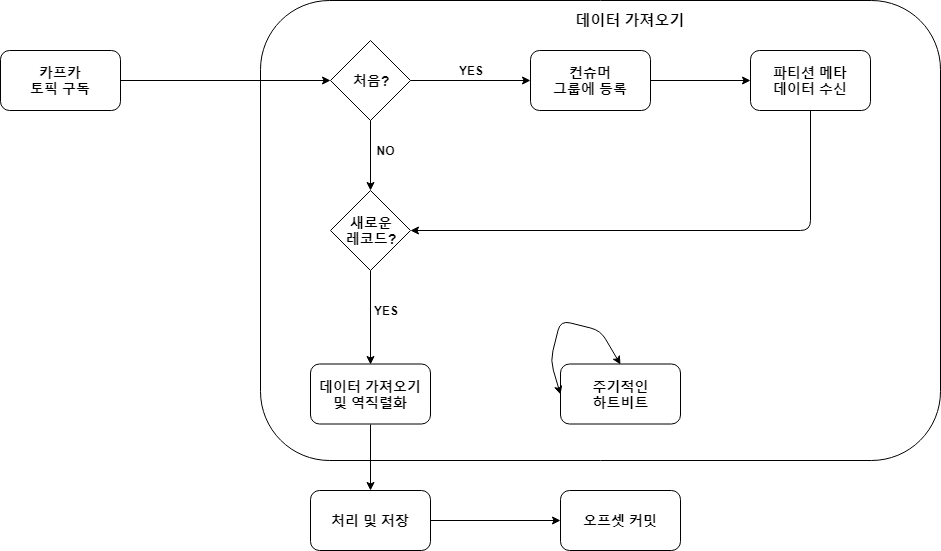 데이터 가져오기
카프카
토픽 구독
처음?
YES
컨슈머
그룹에 등록
파티션 메타
데이터 수신
NO
새로운
레코드?
YES
데이터 가져오기
및 역직렬화
주기적인
하트비트
처리 및 저장
오프셋 커밋